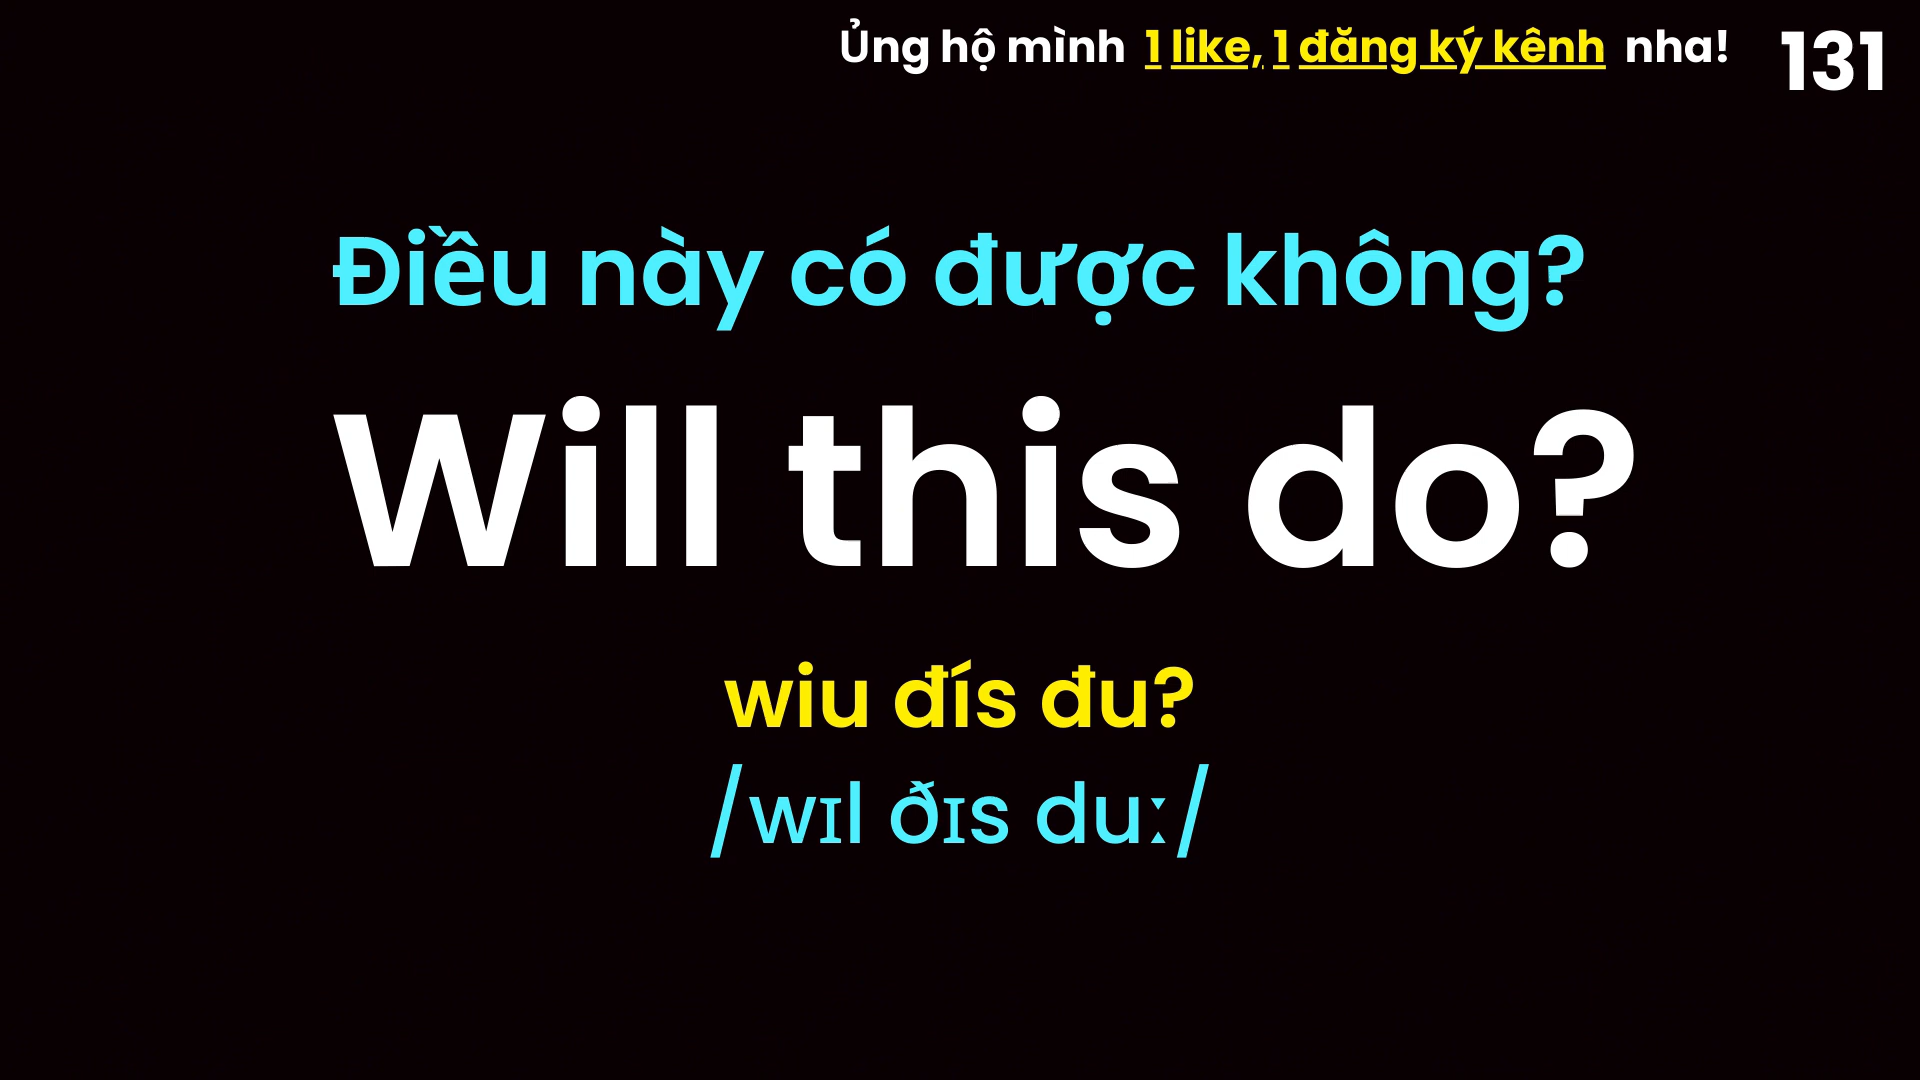 Ủng hộ mình 1 like, 1 đăng ký kênh nha! 131
Điều này có được không?
Will this do?
wiu đís đu?
/wɪl ðɪs duː/